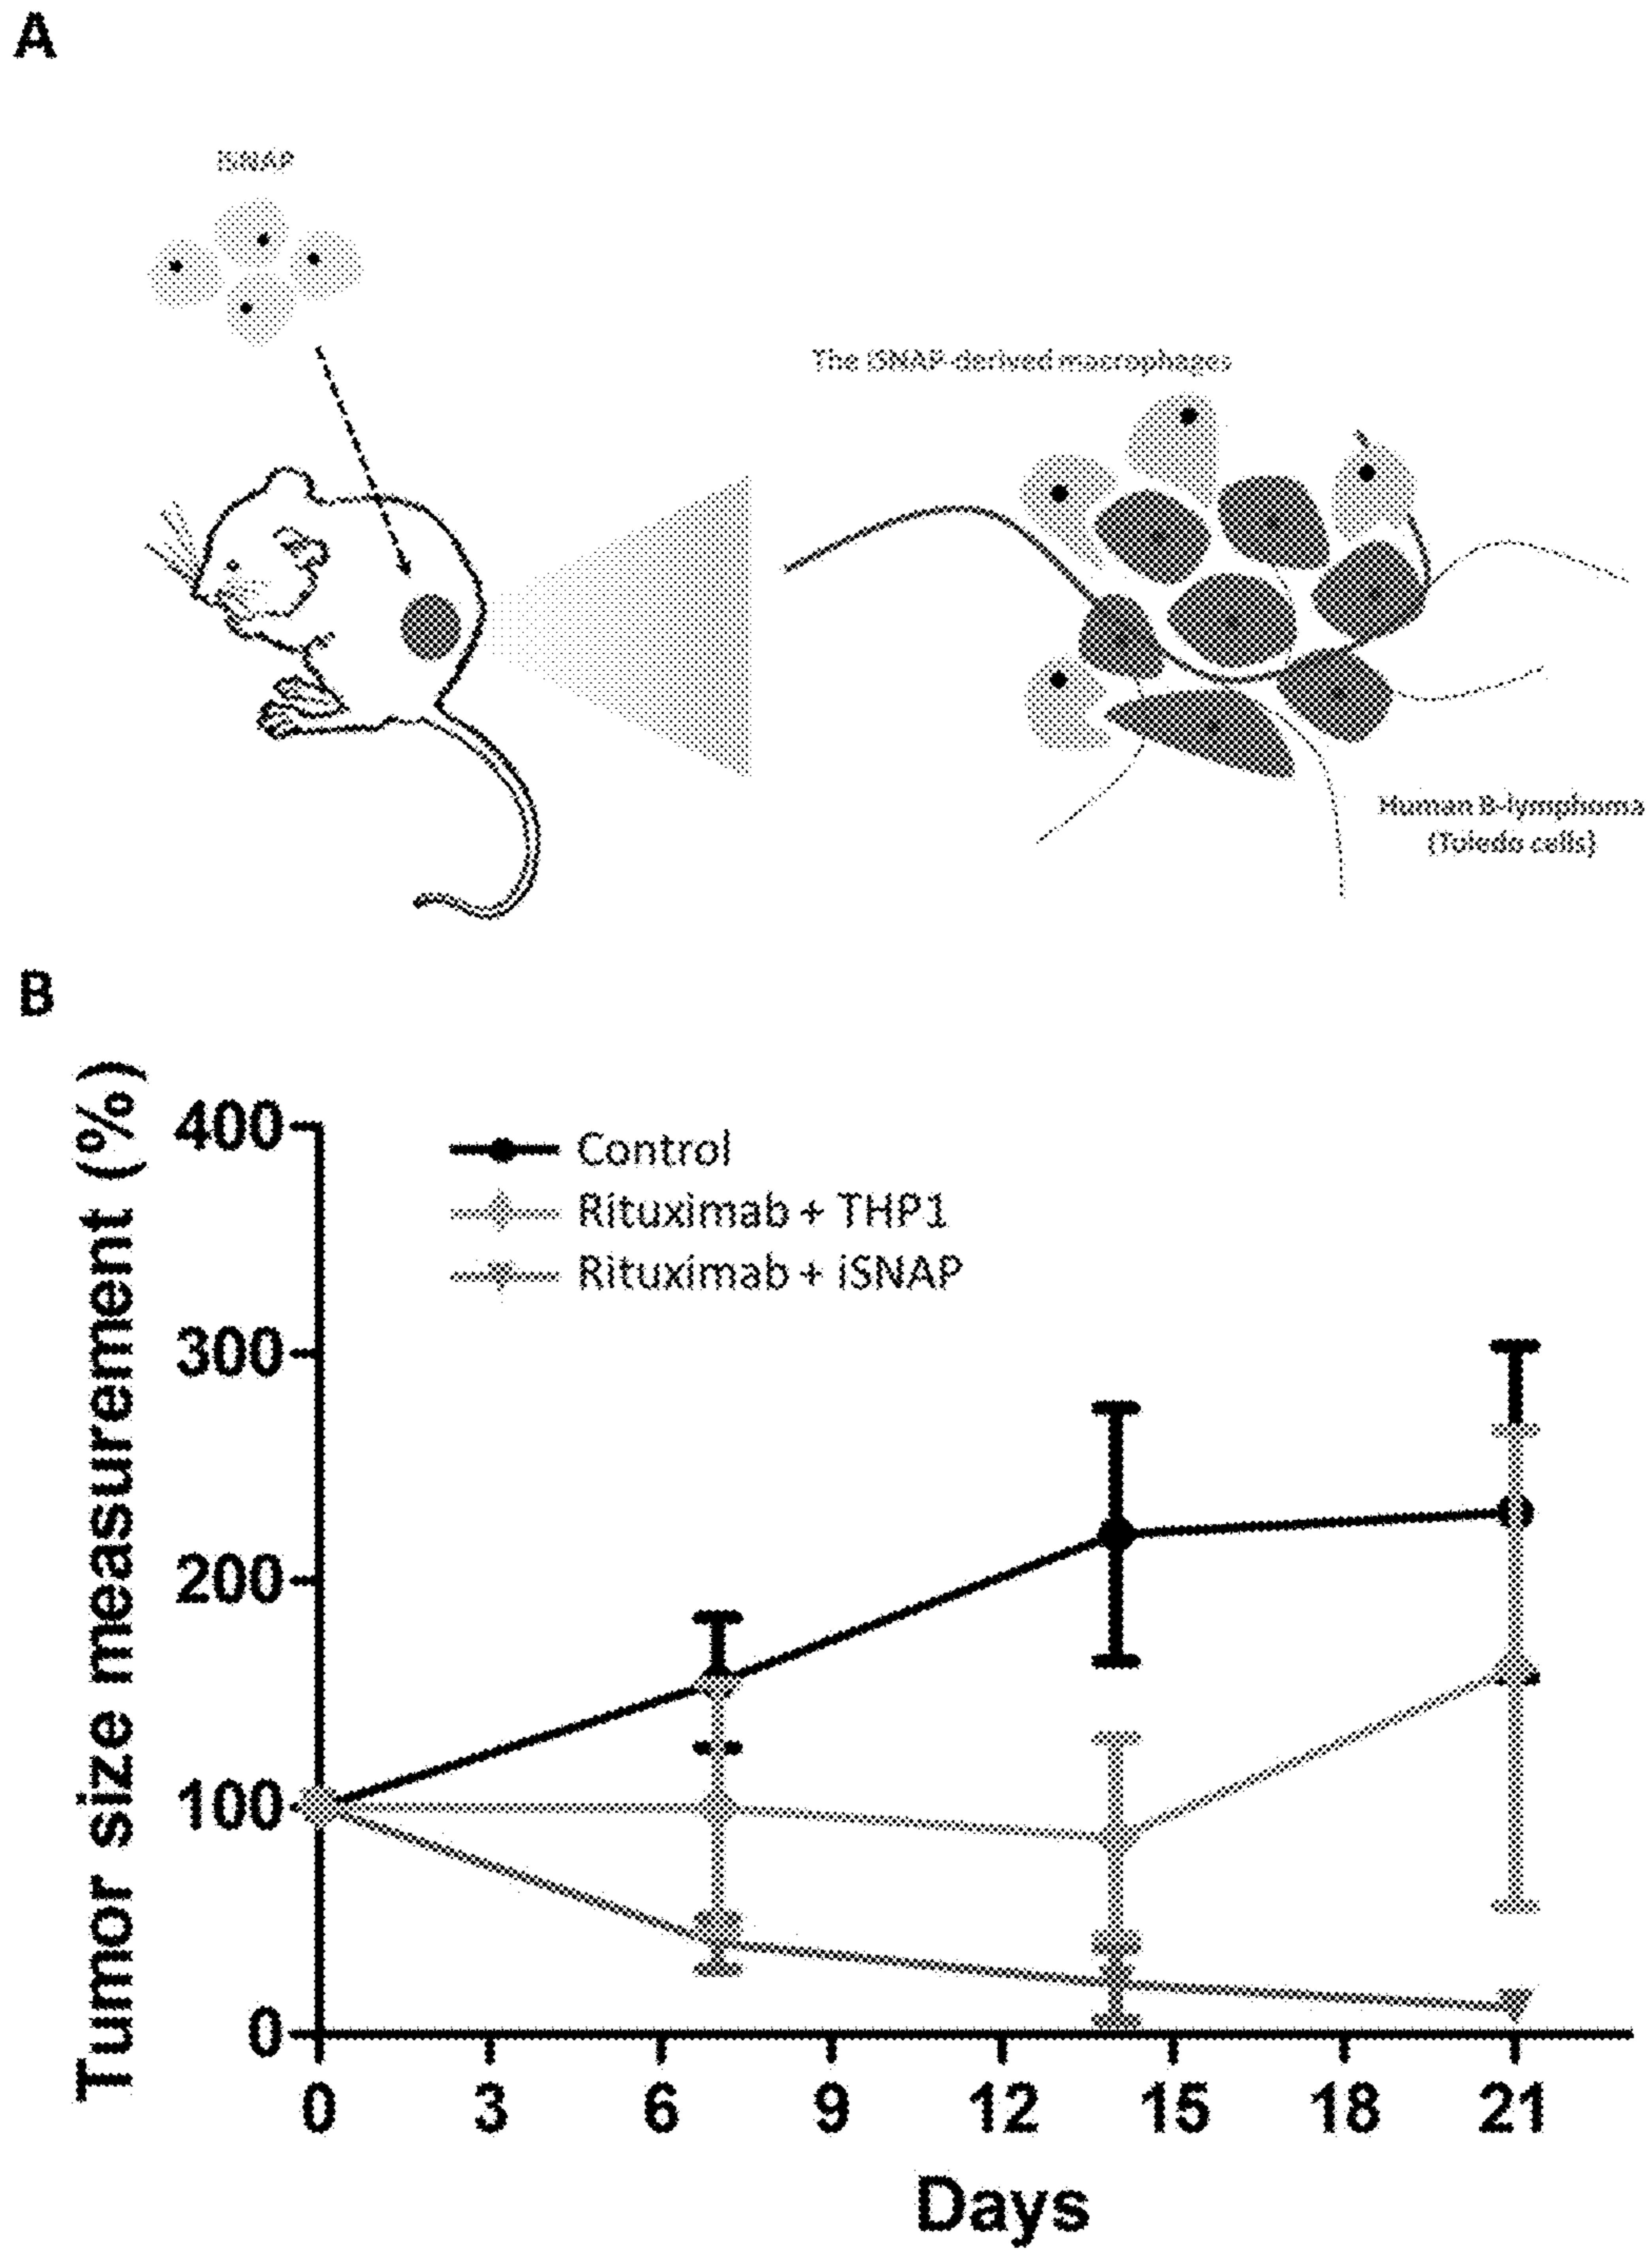 A
iSNAP
The iSNAP-derived macrophages
Human B-lymphoma
(Toledo cells)
B
Tumor size measurement (%)
400
300
200
100
0
Control
Rituximab + THP1
Rituximab + iSNAP
0 3 6 9 12 15 18 21
Days